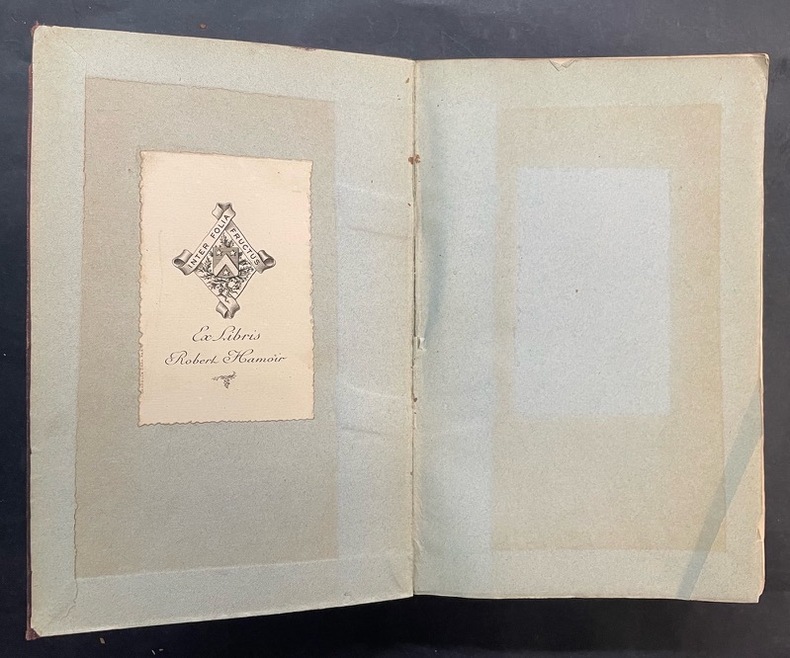 INTER FOLIA FRUCTUS
Ex Libris
Robert Hamoir